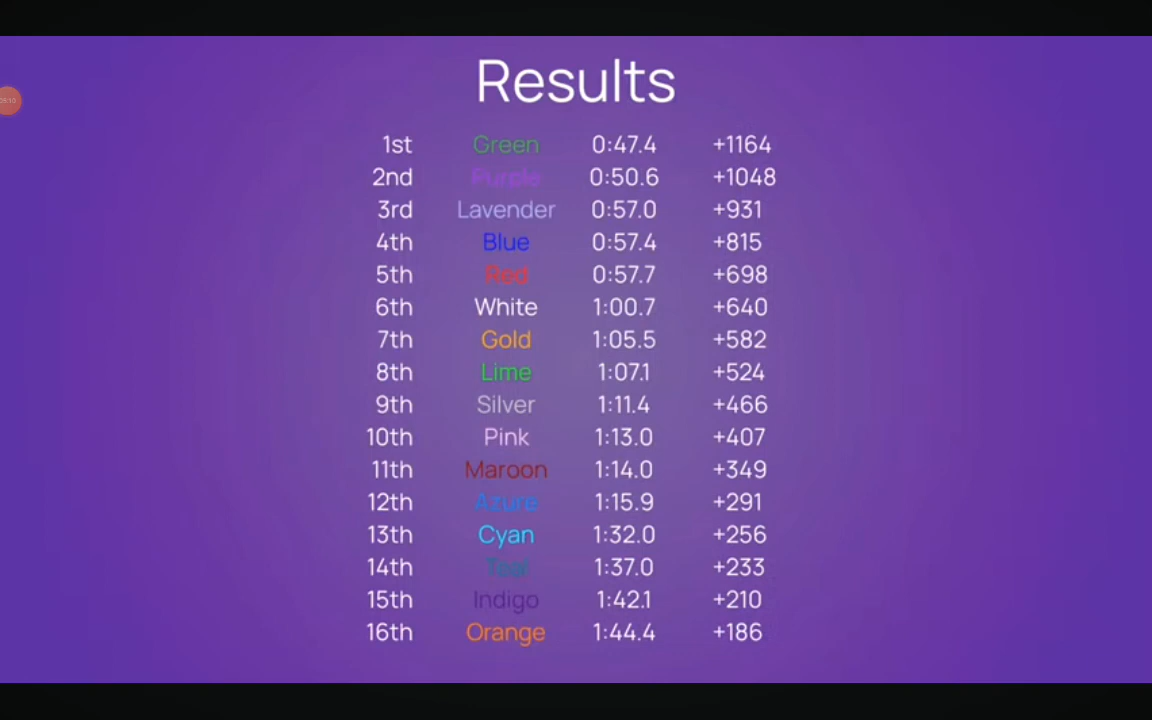 Results
09:10
1st Green 0:47.4 +1164
2nd Purple 0:50.6 +1048
3rd Lavender 0:57.0 +931
4th Blue 0:57.4 +815
5th Red 0:57.7 +698
6th White 1:00.7 +640
7th Gold 1:05.5 +582
8th Lime 1:07.1 +524
9th Silver 1:11.4 +466
10th Pink 1:13.0 +407
11th Maroon 1:14.0 +349
12th Azure 1:15.9 +291
13th Cyan 1:32.0 +256
14th Teal 1:37.0 +233
15th Indigo 1:42.1 +210
16th Orange 1:44.4 +186